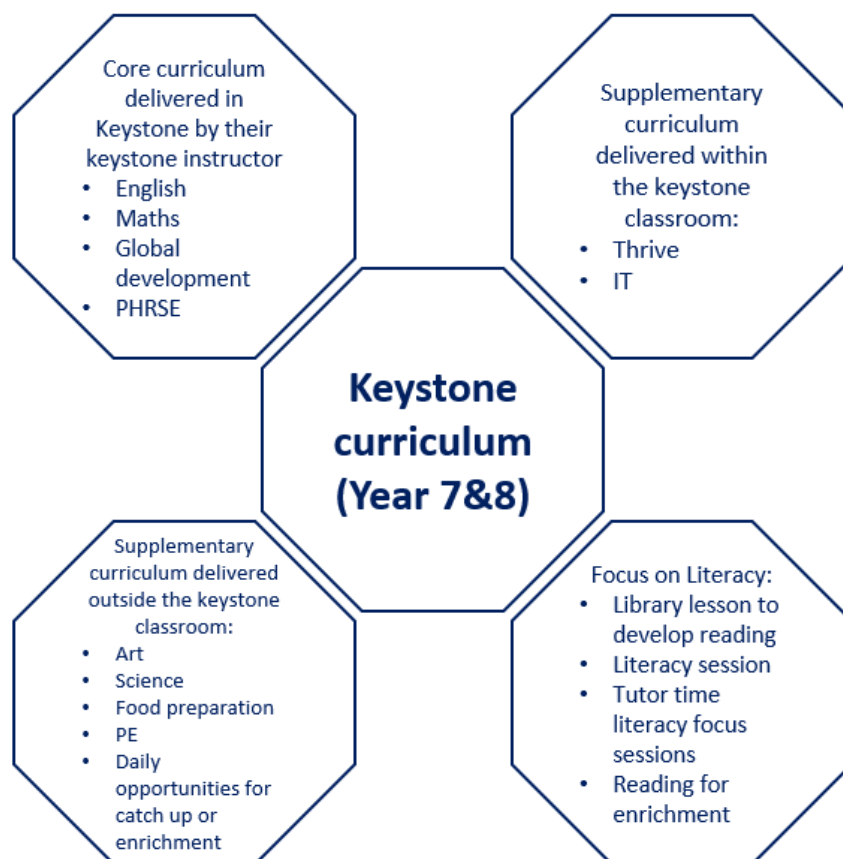 Core curriculum
delivered in
Keystone by their
keystone instructor
• English
• Maths
• Global
development
• PHRSE
Supplementary
curriculum
delivered within
the keystone
classroom:
• Thrive
• IT
Keystone
curriculum
(Year 7&8)
Supplementary
curriculum delivered
outside the keystone
classroom:
• Art
• Science
• Food preparation
• PE
• Daily
opportunities for
catch up or
enrichment
Focus on Literacy:
• Library lesson to
develop reading
• Literacy session
• Tutor time
literacy focus
sessions
• Reading for
enrichment